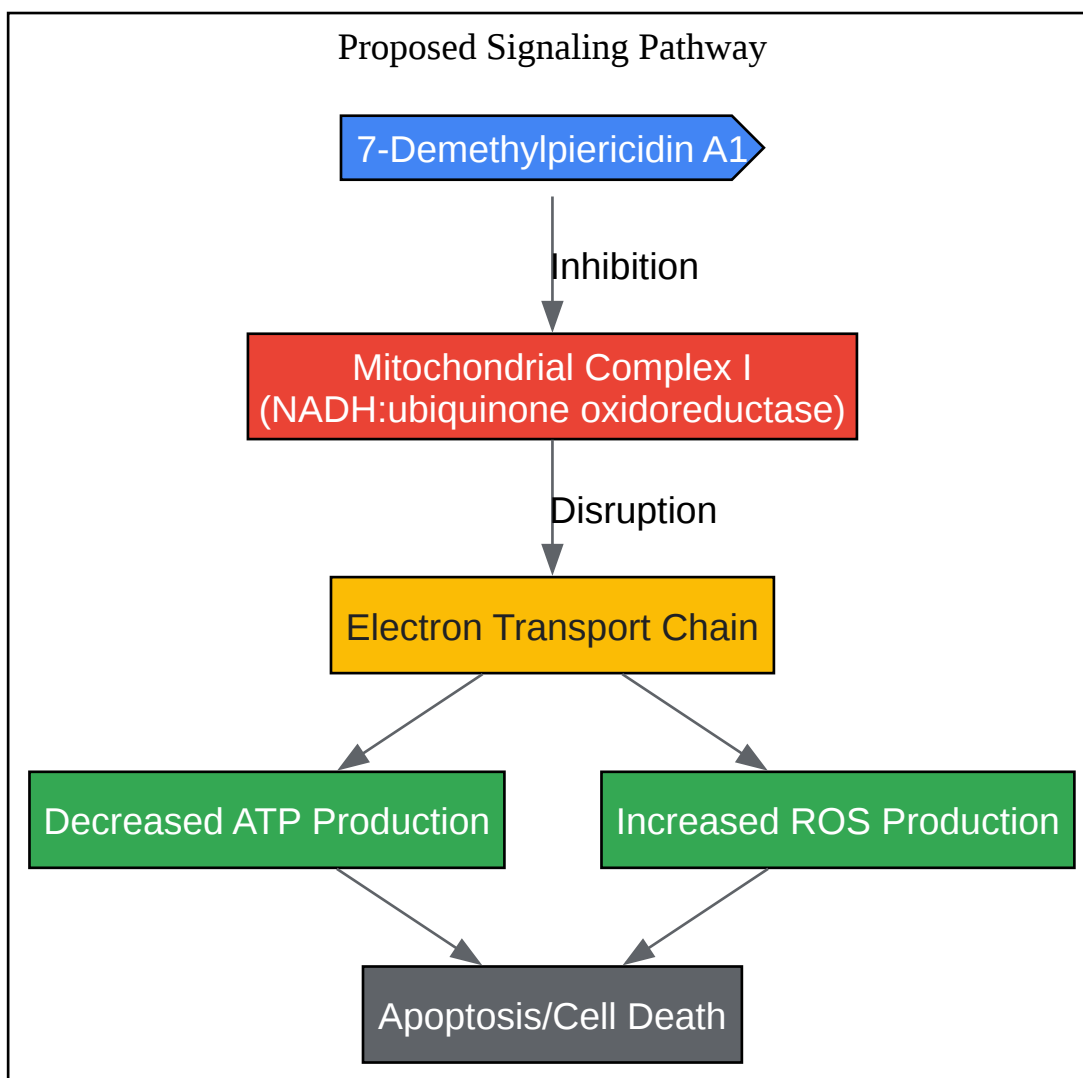 Proposed Signaling Pathway
7-Demethylpiericidin A1
Inhibition
Mitochondrial Complex I
(NADH:ubiquinone oxidoreductase)
Disruption
Electron Transport Chain
Decreased ATP Production
Increased ROS Production
Apoptosis/Cell Death